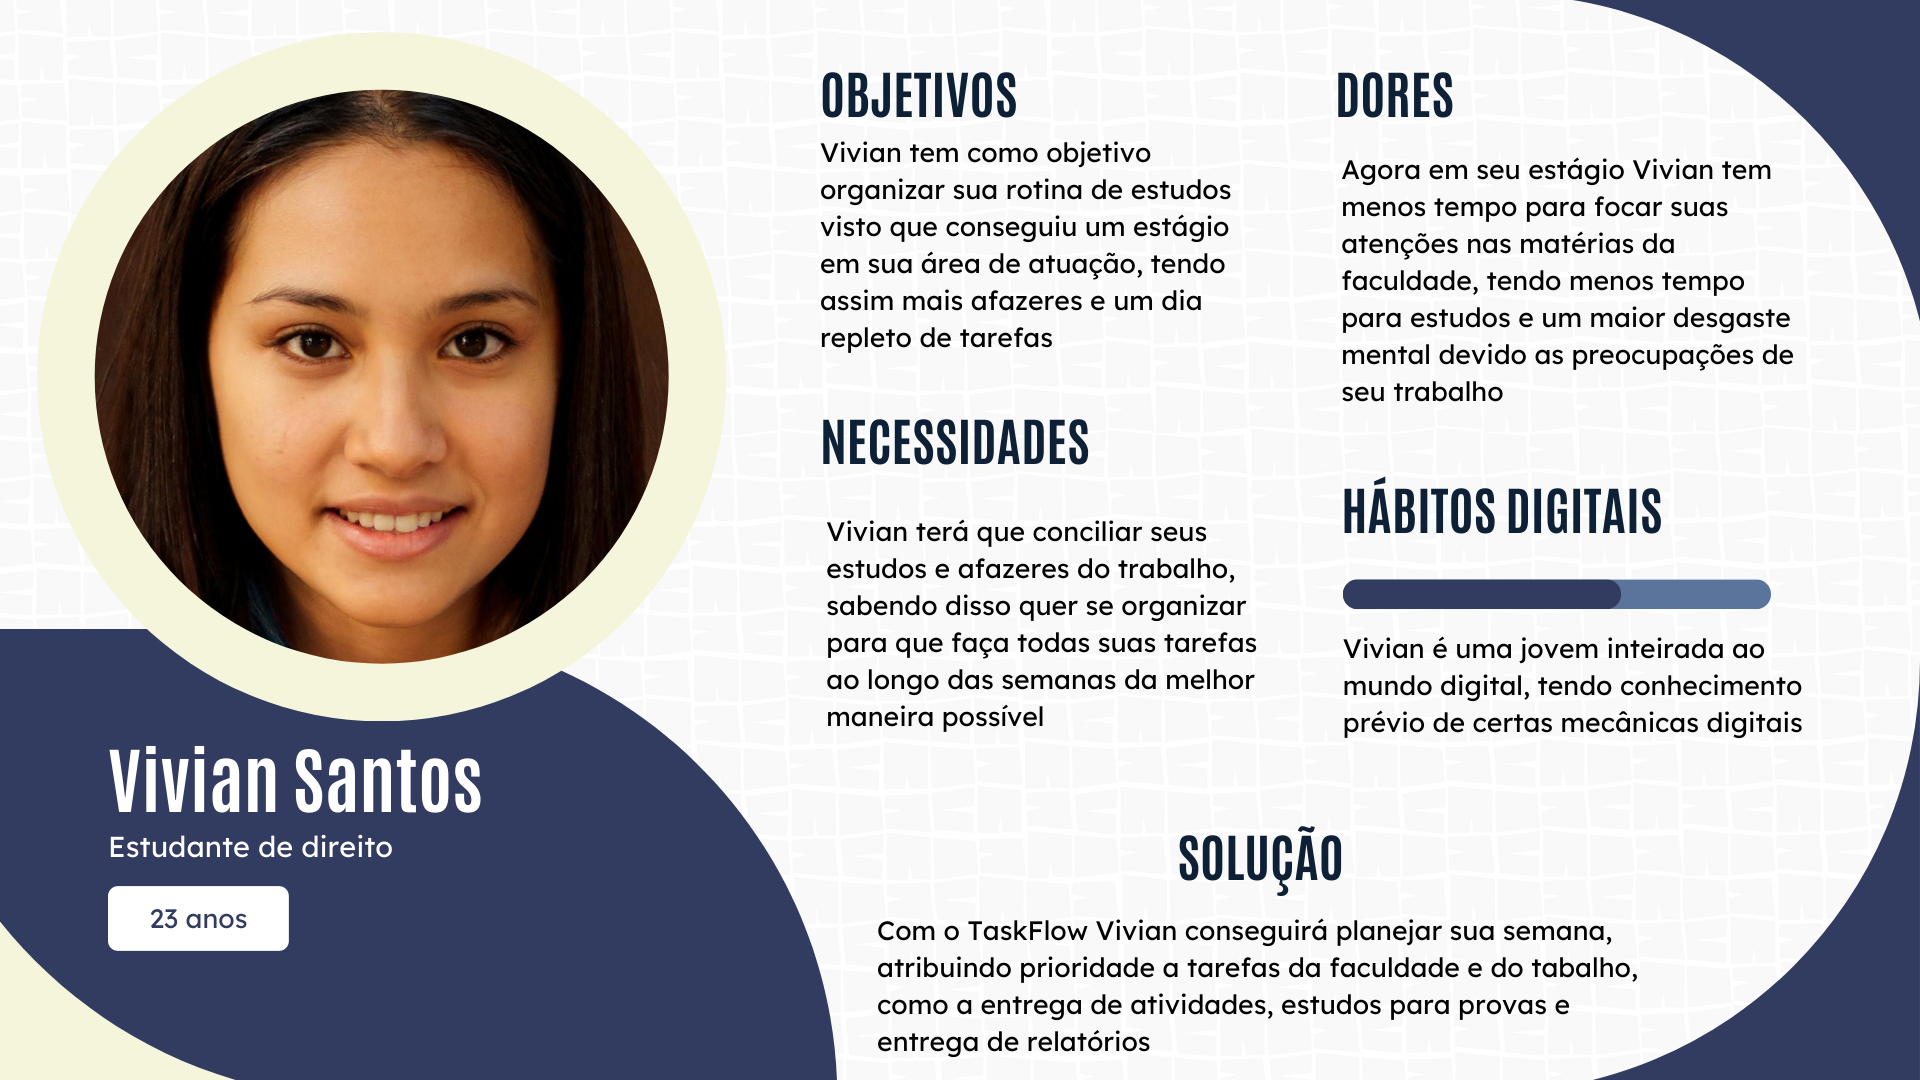 Vivian Santos
Estudante de direito
23 anos
OBJETIVOS
Vivian tem como objetivo
organizar sua rotina de estudos
visto que conseguiu um estágio
em sua área de atuação, tendo
assim mais afazeres e um dia
repleto de tarefas
NECESSIDADES
Vivian terá que conciliar seus
estudos e afazeres do trabalho,
sabendo disso quer se organizar
para que faça todas suas tarefas
ao longo das semanas da melhor
maneira possível
DORES
Agora em seu estágio Vivian tem
menos tempo para focar suas
atenções nas matérias da
faculdade, tendo menos tempo
para estudos e um maior desgaste
mental devido as preocupações de
seu trabalho
HÁBITOS DIGITAIS
Vivian é uma jovem inteirada ao
mundo digital, tendo conhecimento
prévio de certas mecânicas digitais
SOLUÇÃO
Com o TaskFlow Vivian conseguirá planejar sua semana,
atribuindo prioridade a tarefas da faculdade e do tabalho,
como a entrega de atividades, estudos para provas e
entrega de relatórios